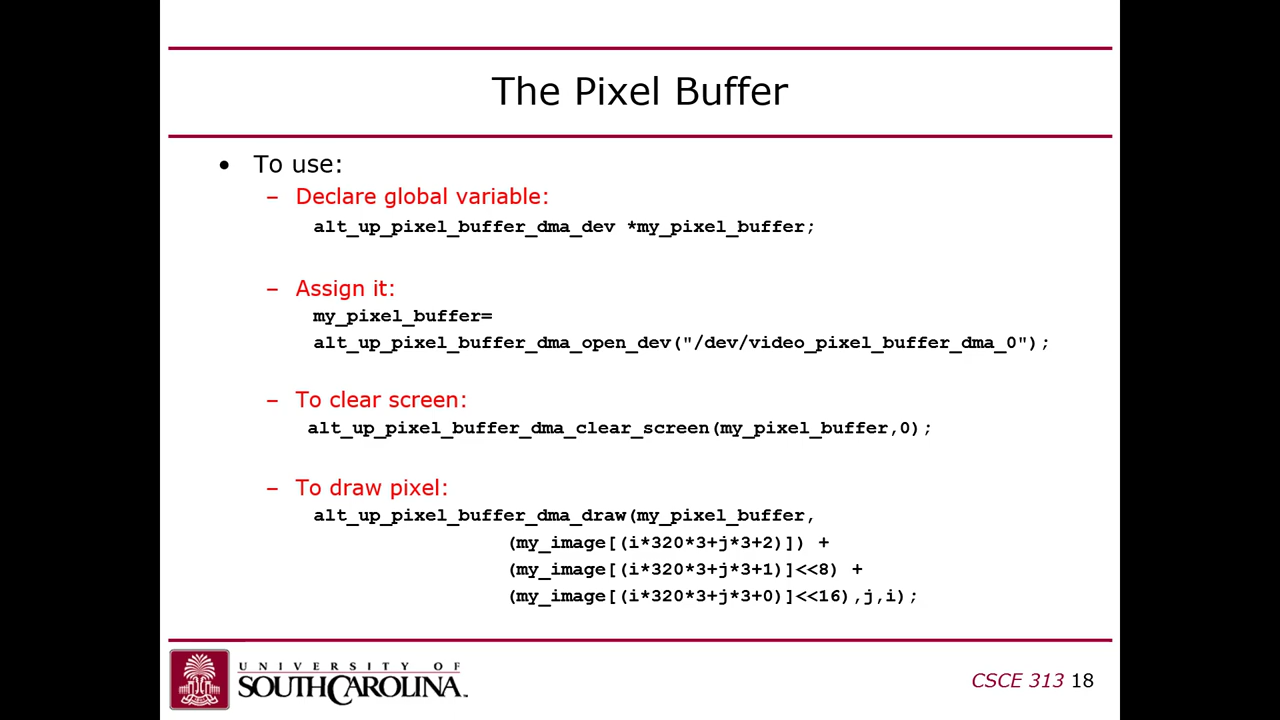 The Pixel Buffer
• To use:
– Declare global variable:
alt_up_pixel_buffer_dma_dev *my_pixel_buffer;
– Assign it:
my_pixel_buffer=
alt_up_pixel_buffer_dma_open_dev("/dev/video_pixel_buffer_dma_0");
– To clear screen:
alt_up_pixel_buffer_dma_clear_screen(my_pixel_buffer,0);
– To draw pixel:
alt_up_pixel_buffer_dma_draw(my_pixel_buffer,
(my_image[(i*320*3+j*3+2)]) +
(my_image[(i*320*3+j*3+1)]<<8) +
(my_image[(i*320*3+j*3+0)]<<16),j,i);
UNIVERSITY OF
SOUTH CAROLINA
CSCE 313 18